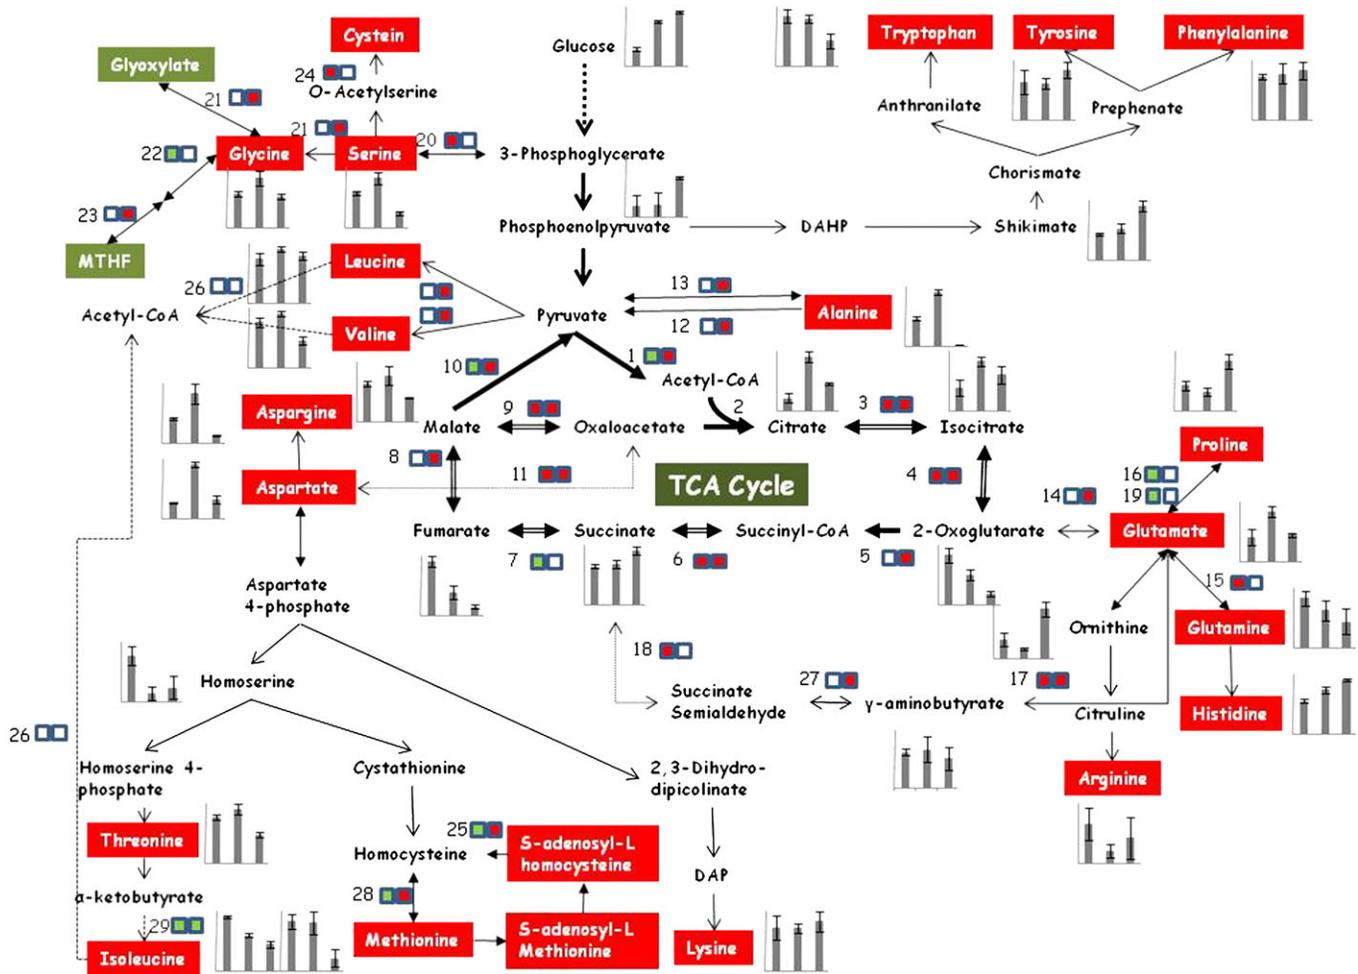 Cystein
Glucose
Tryptophan
Tyrosine
Phenylalanine
Glyoxylate
24
O-Acetylserine
21
Anthranilate
Prephenate
21
20
22
Glycine
Serine
3-Phosphoglycerate
Chorismate
23
Phosphoenolpyruvate
DAHP
Shikimate
MTHF
Leucine
26
13
Acetyl-CoA
Pyruvate
Alanine
Valine
12
10
1
Acetyl-CoA
Aspargine
9
2
3
Malate
Oxaloacetate
Citrate
Isocitrate
Proline
8
11
TCA Cycle
4
16
Aspartate
14
19
Fumarate
Succinate
Succinyl-CoA
2-Oxoglutarate
Glutamate
7
6
5
Aspartate
4-phosphate
15
Ornithine
Glutamine
18
Homoserine
Succinate
Semialdehyde
27
γ-aminobutyrate
17
Citruline
Histidine
26
Homoserine 4-
phosphate
Cystathionine
2,3-Dihydro-
dipicolinate
Arginine
Threonine
25
S-adenosyl-L
homocysteine
Homocysteine
DAP
α-ketobutyrate
28
29
Methionine
S-adenosyl-L
Methionine
Lysine
Isoleucine